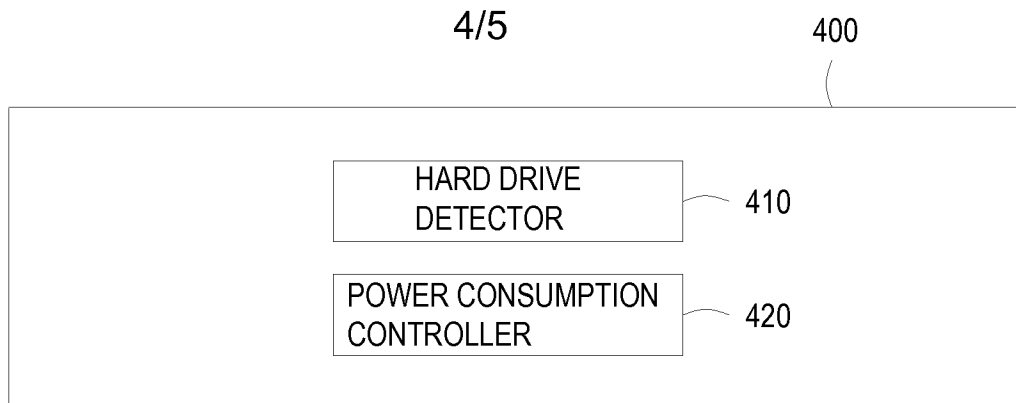 4/5
400
HARD DRIVE
DETECTOR
410
POWER CONSUMPTION
CONTROLLER
420